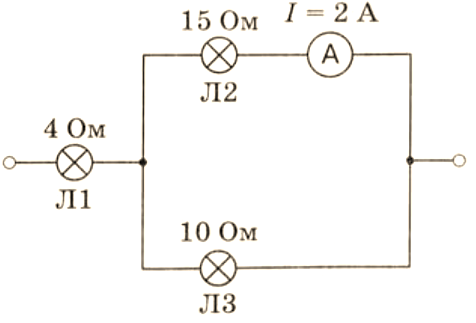 15 Ом
I = 2 А
А
Л2
4 Ом
Л1
10 Ом
Л3